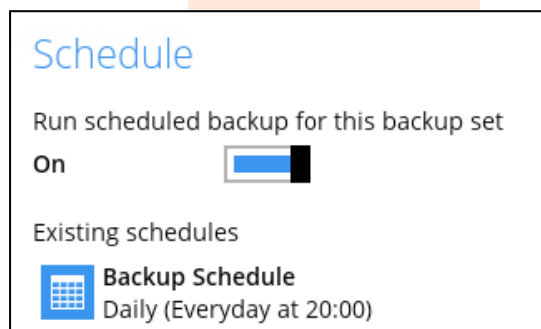 Schedule
Run scheduled backup for this backup set
On
Existing schedules
Backup Schedule
Daily (Everyday at 20:00)